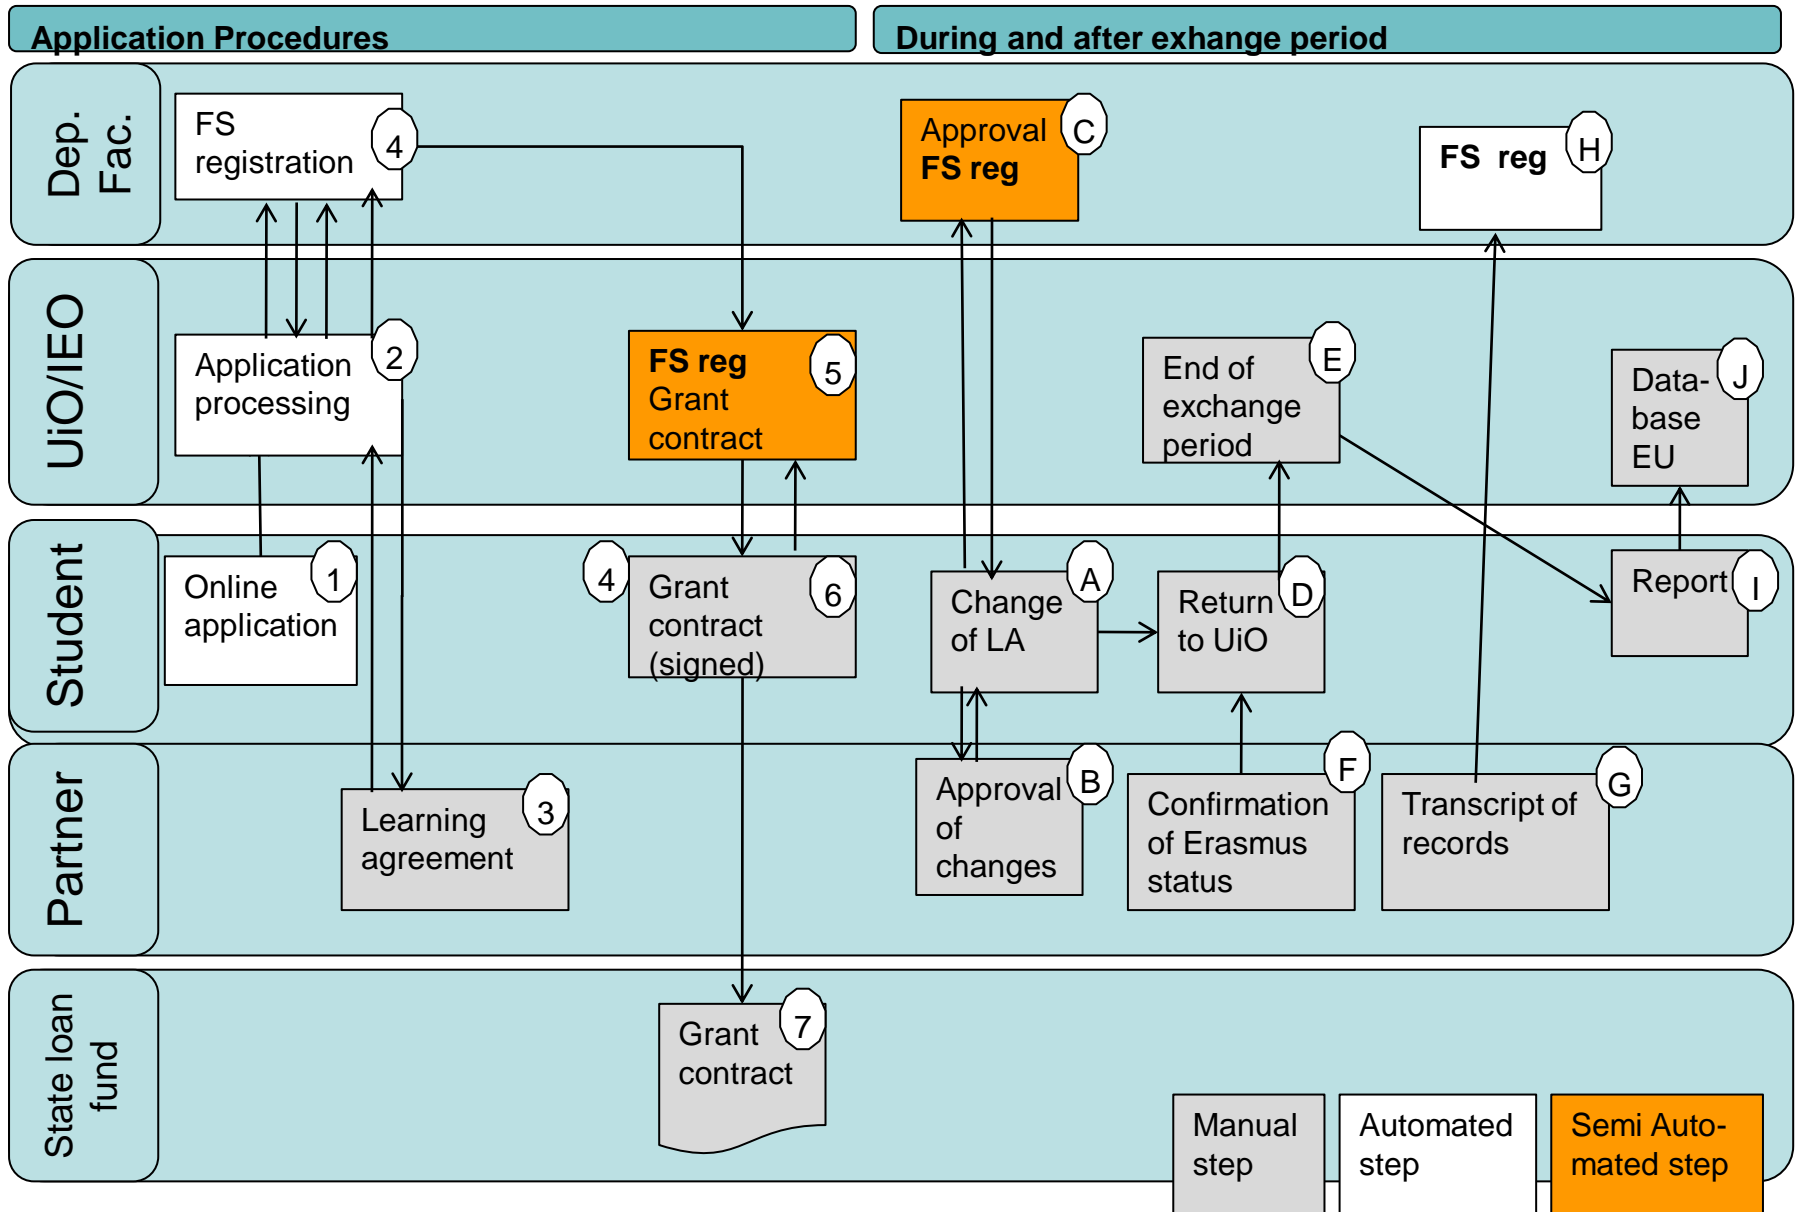 Application Procedures
During and after exhange period
Dep.
Fac.
FS
registration
4
Approval
FS reg
C
FS reg
H
UiO/IEO
Application
processing
2
FS reg
Grant
contract
5
End of
exchange
period
E
Data-
base
EU
J
Student
Online
application
1
4
Grant
contract
(signed)
6
Change
of LA
A
Return
to UiO
D
Report
I
Partner
Learning
agreement
3
Approval
of
changes
B
Confirmation
of Erasmus
status
F
Transcript of
records
G
State loan
fund
Grant
contract
7
Manual
step
Automated
step
Semi Auto-
mated step